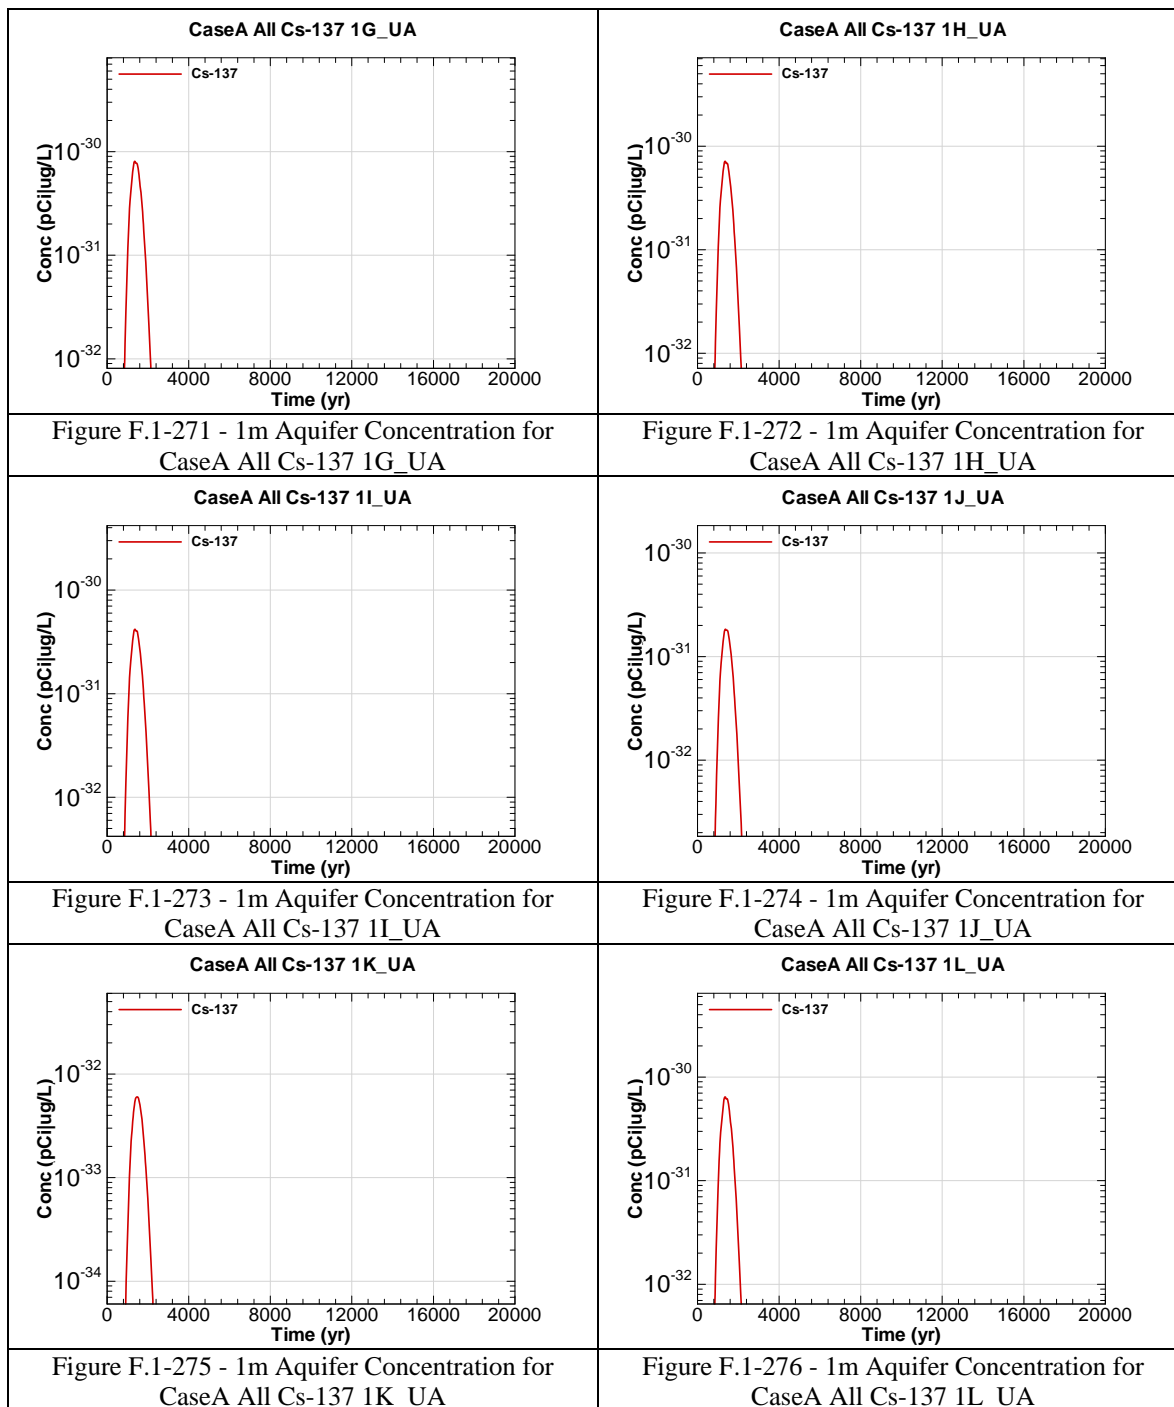 CaseA All Cs-137 1G_UA
Cs-137
10-30
10-31
10-32
Conc (pCi|ug/L)
0 4000 8000 12000 16000 20000
Time (yr)
Figure F.1-271 - 1m Aquifer Concentration for
CaseA All Cs-137 1G_UA
CaseA All Cs-137 1H_UA
Cs-137
10-30
10-31
10-32
Conc (pCi|ug/L)
0 4000 8000 12000 16000 20000
Time (yr)
Figure F.1-272 - 1m Aquifer Concentration for
CaseA All Cs-137 1H_UA
CaseA All Cs-137 1I_UA
Cs-137
10-30
10-31
10-32
Conc (pCi|ug/L)
0 4000 8000 12000 16000 20000
Time (yr)
Figure F.1-273 - 1m Aquifer Concentration for
CaseA All Cs-137 1I_UA
CaseA All Cs-137 1J_UA
Cs-137
10-30
10-31
10-32
Conc (pCi|ug/L)
0 4000 8000 12000 16000 20000
Time (yr)
Figure F.1-274 - 1m Aquifer Concentration for
CaseA All Cs-137 1J_UA
CaseA All Cs-137 1K_UA
Cs-137
10-32
10-33
10-34
Conc (pCi|ug/L)
0 4000 8000 12000 16000 20000
Time (yr)
Figure F.1-275 - 1m Aquifer Concentration for
CaseA All Cs-137 1K_UA
CaseA All Cs-137 1L_UA
Cs-137
10-30
10-31
10-32
Conc (pCi|ug/L)
0 4000 8000 12000 16000 20000
Time (yr)
Figure F.1-276 - 1m Aquifer Concentration for
CaseA All Cs-137 1L_UA